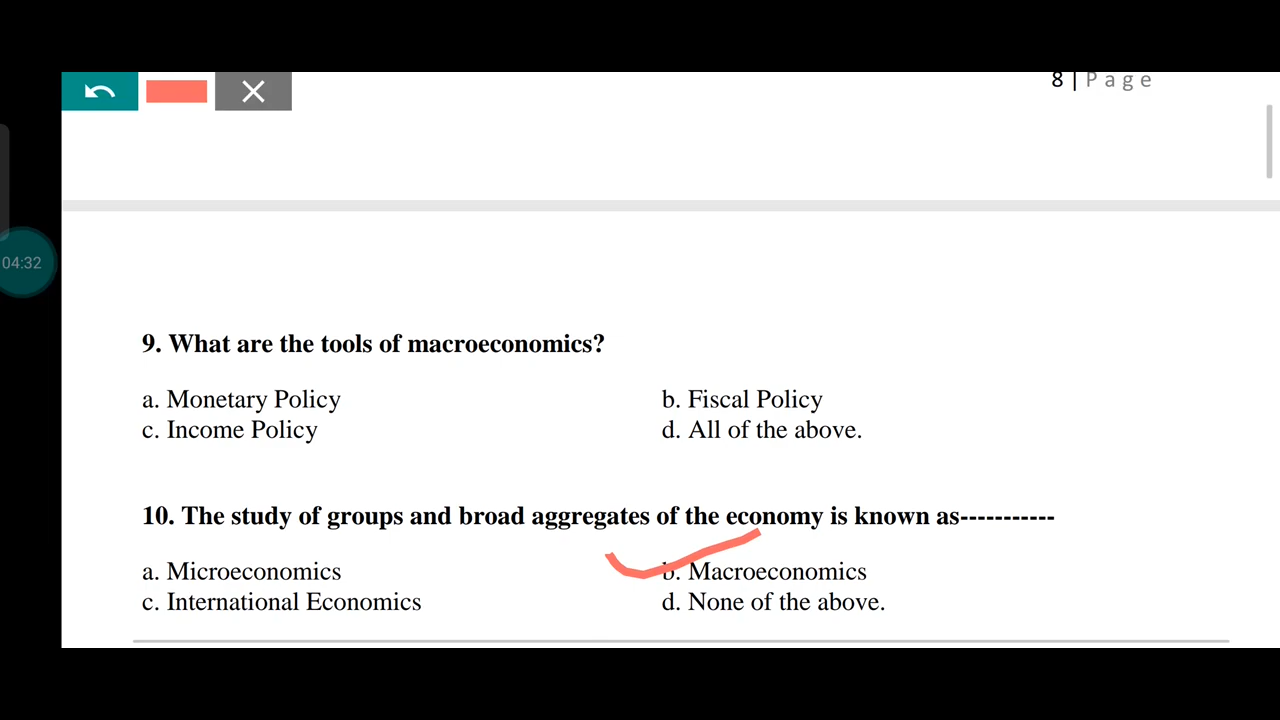 8 | Page
04:32
9. What are the tools of macroeconomics?
a. Monetary Policy b. Fiscal Policy
c. Income Policy d. All of the above.
10. The study of groups and broad aggregates of the economy is known as-----------
a. Microeconomics b. Macroeconomics
c. International Economics d. None of the above.